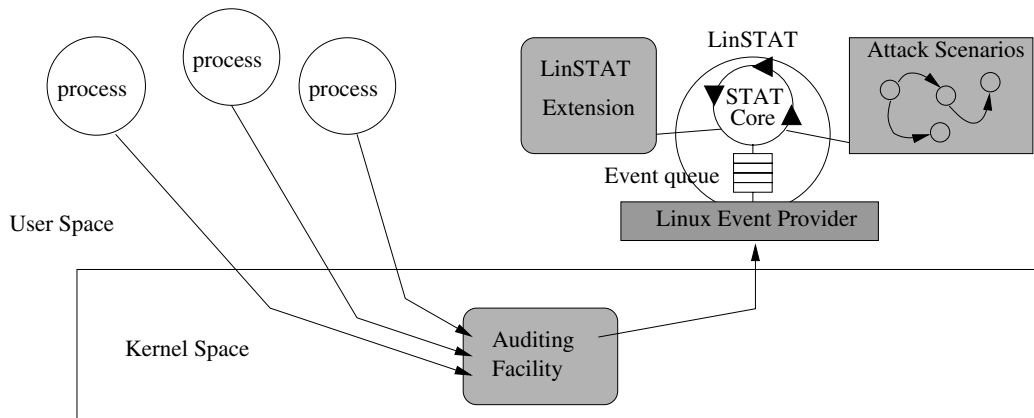 process
process
process
LinSTAT
Extension
LinSTAT
STAT
Core
Attack Scenarios
Event queue
Linux Event Provider
User Space
Kernel Space
Auditing
Facility